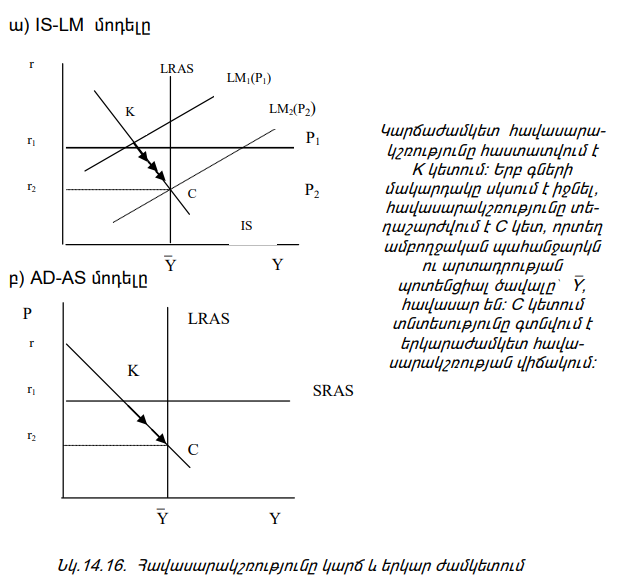 ա) IS-LM մոդելը
r
LRAS
LM₁(P₁)
K
LM₂(P₂)
r₁
P₁
r₂
C
P₂
IS
Y̅
Y
Կարճաժամկետ հավասարա-
կշռությունը հաստատվում է
K կետում: Երբ գների
մակարդակը սկսում է իջնել,
հավասարակշռությունը տե-
ղաշարժվում է C կետ, որտեղ
ամբողջական պահանջարկն
ու արտադրության
պոտենցիալ ծավալը՝ Y̅,
հավասար են: C կետում
տնտեսությունը գտնվում է
երկարաժամկետ հավա-
սարակշռության վիճակում:
բ) AD-AS մոդելը
P
LRAS
r
K
r₁
SRAS
r₂
C
Y̅
Y
Նկ.14.16. Հավասարակշռությունը կարճ և երկար ժամկետում